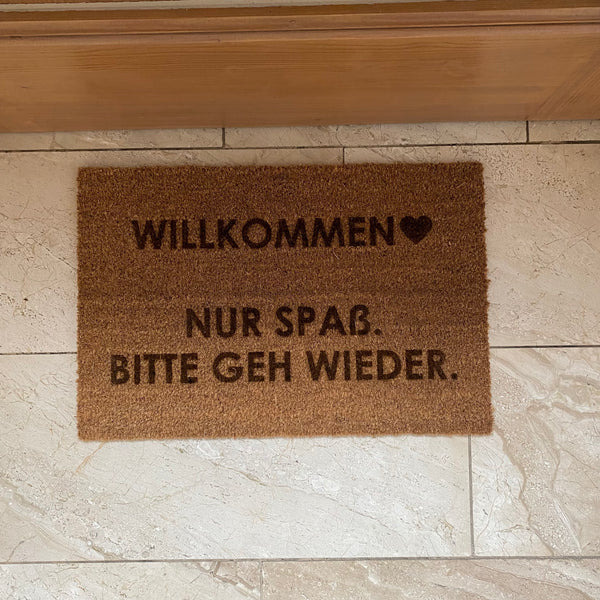 WILLKOMMEN♥
NUR SPAß.
BITTE GEH WIEDER.